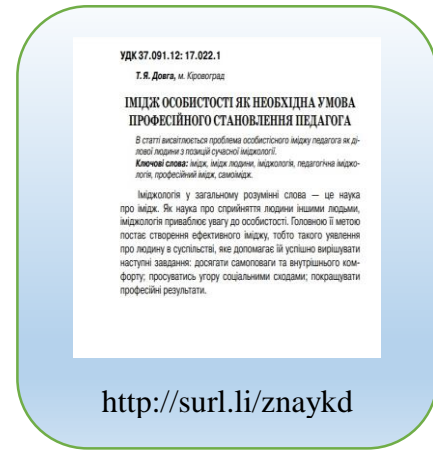 УДК 37.091.12: 17.022.1
Т. Я. Довга, м. Кіровоград
ІМІДЖ ОСОБИСТОСТІ ЯК НЕОБХІДНА УМОВА
ПРОФЕСІЙНОГО СТАНОВЛЕННЯ ПЕДАГОГА
В статті висвітлюється проблема особистісного іміджу педагога як ді-
лової людини з позицій сучасної іміджології.
Ключові слова: імідж, імідж людини, іміджологія, педагогічна іміджо-
логія, професійний імідж, самоімідж.
Іміджологія у загальному розумінні слова — це наука
про імідж. Як наука про сприйняття людини іншими людьми,
іміджологія приваблює увагу до особистості. Головною її метою
постає створення ефективного іміджу, тобто такого уявлення
про людину в суспільстві, яке допомагає їй успішно вирішувати
наступні завдання: досягати самоповаги та внутрішнього ком-
форту; просуватись угору соціальними сходами; покращувати
професійні результати.
http://surl.li/znaykd